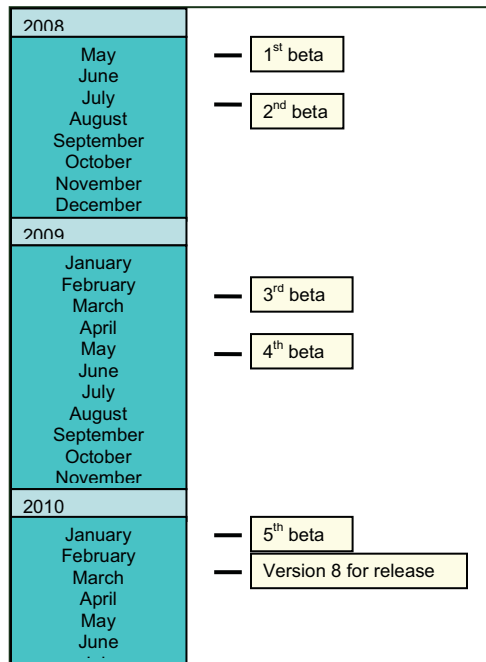 2008
May
1st beta
June
July
2nd beta
August
September
October
November
December
2009
January
February
3rd beta
March
April
May
4th beta
June
July
August
September
October
November
2010
January
5th beta
February
March
Version 8 for release
April
May
June